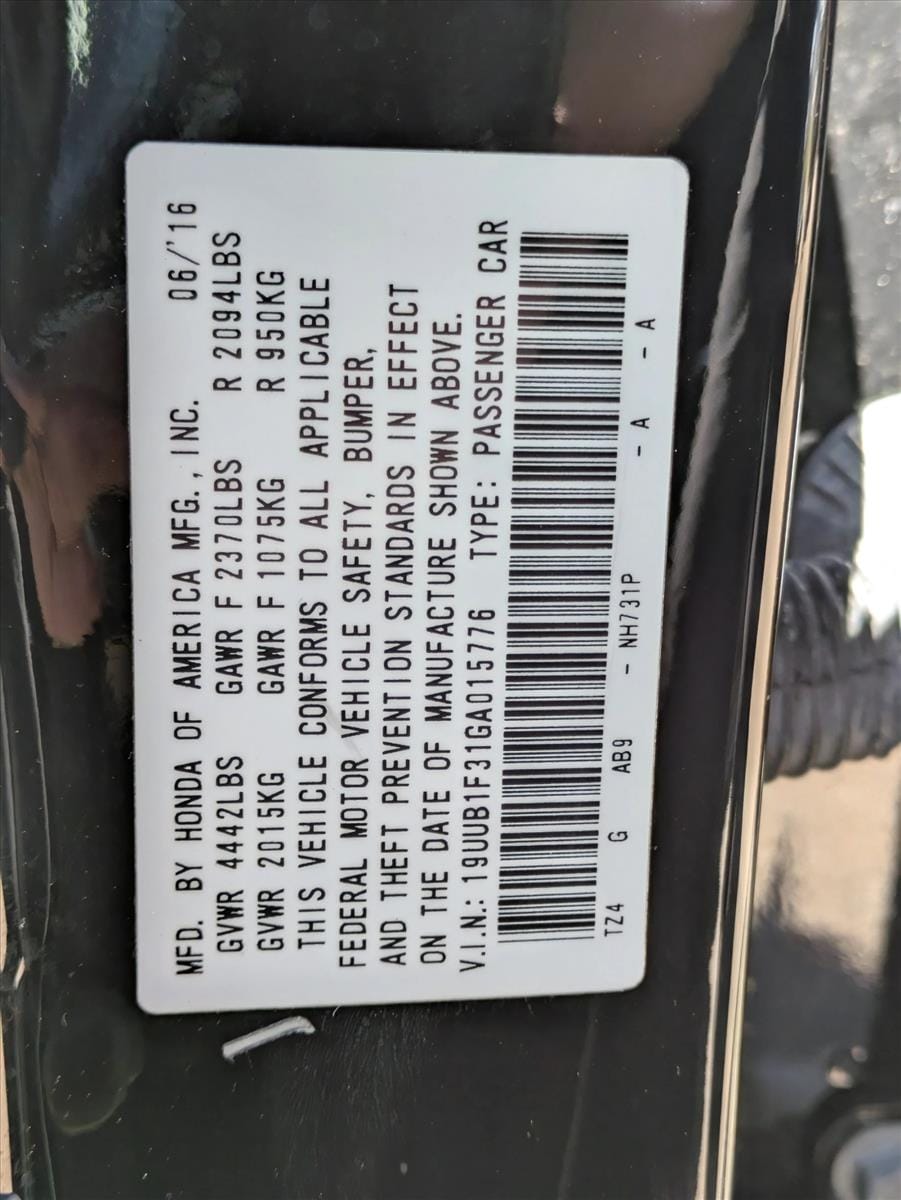 MFD. BY HONDA OF AMERICA MFG., INC. 06/'16
GVWR 4442LBS GAWR F 2370LBS R 2094LBS
GVWR 2015KG GAWR F 1075KG R 950KG
THIS VEHICLE CONFORMS TO ALL APPLICABLE
FEDERAL MOTOR VEHICLE SAFETY, BUMPER,
AND THEFT PREVENTION STANDARDS IN EFFECT
ON THE DATE OF MANUFACTURE SHOWN ABOVE.
V.I.N.: 19UUB1F31GA015776 TYPE: PASSENGER CAR
TZ4 G AB9 - NH731P - A - A